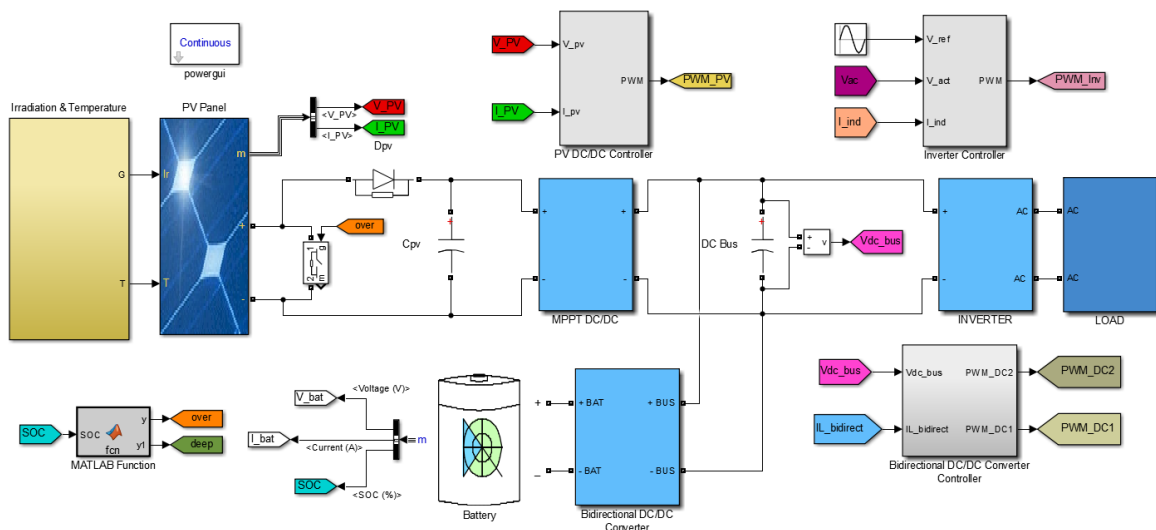 Continuous
powergui
Irradiation & Temperature
G
T
PV Panel
Ir
T
m
+
-
<V_PV>
<I_PV>
V_PV
I_PV
Dpv
V_PV
I_PV
V_pv
I_pv
PWM
PV DC/DC Controller
PWM_PV
Vac
I_ind
V_ref
V_act
I_ind
PWM
Inverter Controller
PWM_Inv
over
g
m
1
2
+
Cpv
+
-
+
-
MPPT DC/DC
+
DC Bus
+
-
v
Vdc_bus
+
-
AC
AC
INVERTER
AC
AC
LOAD
SOC
SOC
fcn
y
y1
MATLAB Function
over
deep
V_bat
I_bat
SOC
<Voltage (V)>
<Current (A)>
<SOC (%)>
m
Battery
+
_
+ BAT
- BAT
+ BUS
- BUS
Bidirectional DC/DC
Converter
Vdc_bus
IL_bidirect
Vdc_bus
IL_bidirect
PWM_DC2
PWM_DC1
Bidirectional DC/DC Converter
Controller
PWM_DC2
PWM_DC1